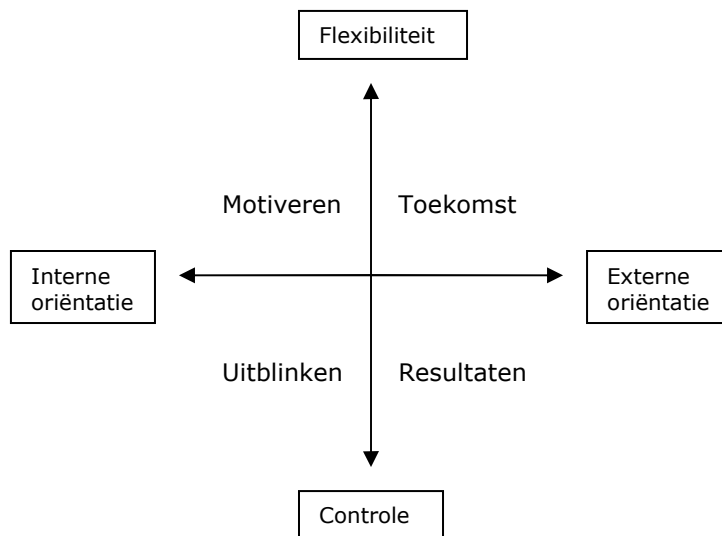 Flexibiliteit
Motiveren
Toekomst
Interne
oriëntatie
Externe
oriëntatie
Uitblinken
Resultaten
Controle